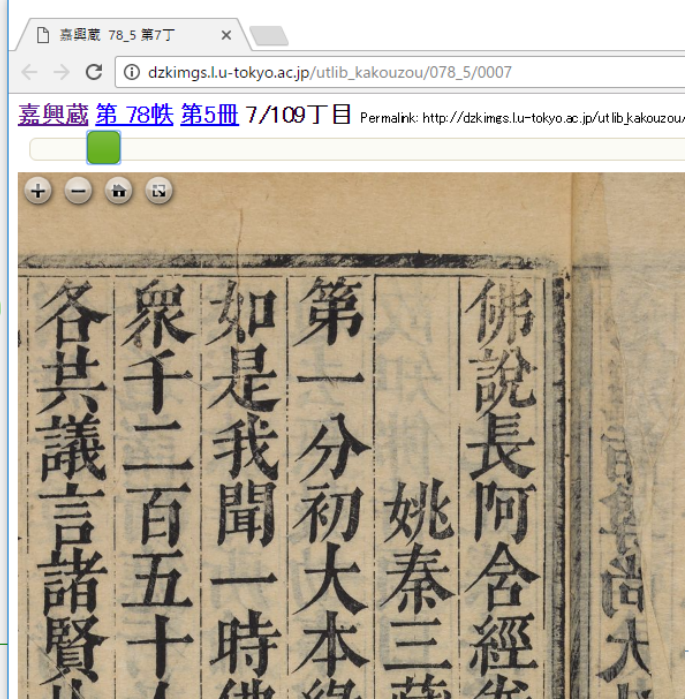 嘉興蔵 78_5 第7丁
dzkimgs.l.u-tokyo.ac.jp/utlib_kakouzou/078_5/0007
嘉興蔵 第 78帙 第5冊 7/109丁目 Permalink: http://dzkimgs.l.u-tokyo.ac.jp/utlib_kakouzou/
佛說長阿含經
姚秦三
第一分初大本
如是我聞一時佛
衆千二百五十
各共議言諸賢